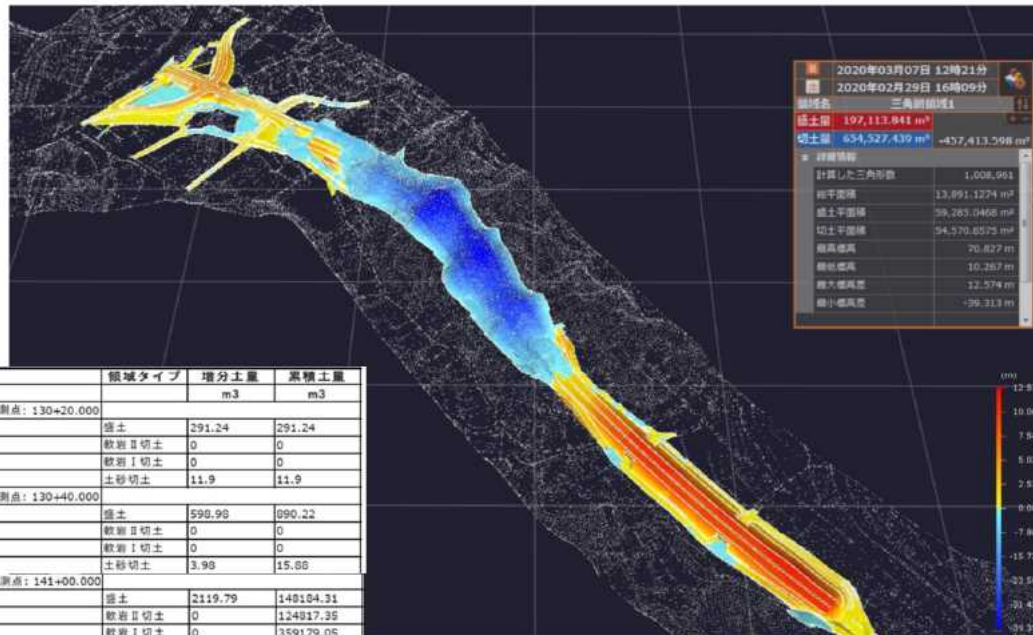 2020年03月07日 12時21分
2020年02月29日 16時09分
領域名 三角網領域1
盛土量 197,113.841 m³
切土量 654,527.439 m³ -457,413.598 m³
詳細情報
計算した三角形数 1,008,961
総平面積 13,891.1274 m²
盛土平面積 59,285.0468 m²
切土平面積 54,570.6575 m²
最高標高 70.827 m
最低標高 10.267 m
最大標高差 12.574 m
最小標高差 -39.313 m
(m)
10.0
0.0
領域タイプ 増分土量 累積土量
m3 m3
測点: 130+20.000
盛土 291.24 291.24
軟岩Ⅱ切土 0 0
軟岩Ⅰ切土 0 0
土砂切土 11.9 11.9
測点: 130+40.000
盛土 598.98 890.22
軟岩Ⅱ切土 0 0
軟岩Ⅰ切土 0 0
土砂切土 3.98 15.88
測点: 141+00.000
盛土 2119.79 148184.31
軟岩Ⅱ切土 0 124817.35
軟岩Ⅰ切土 0 359179.05